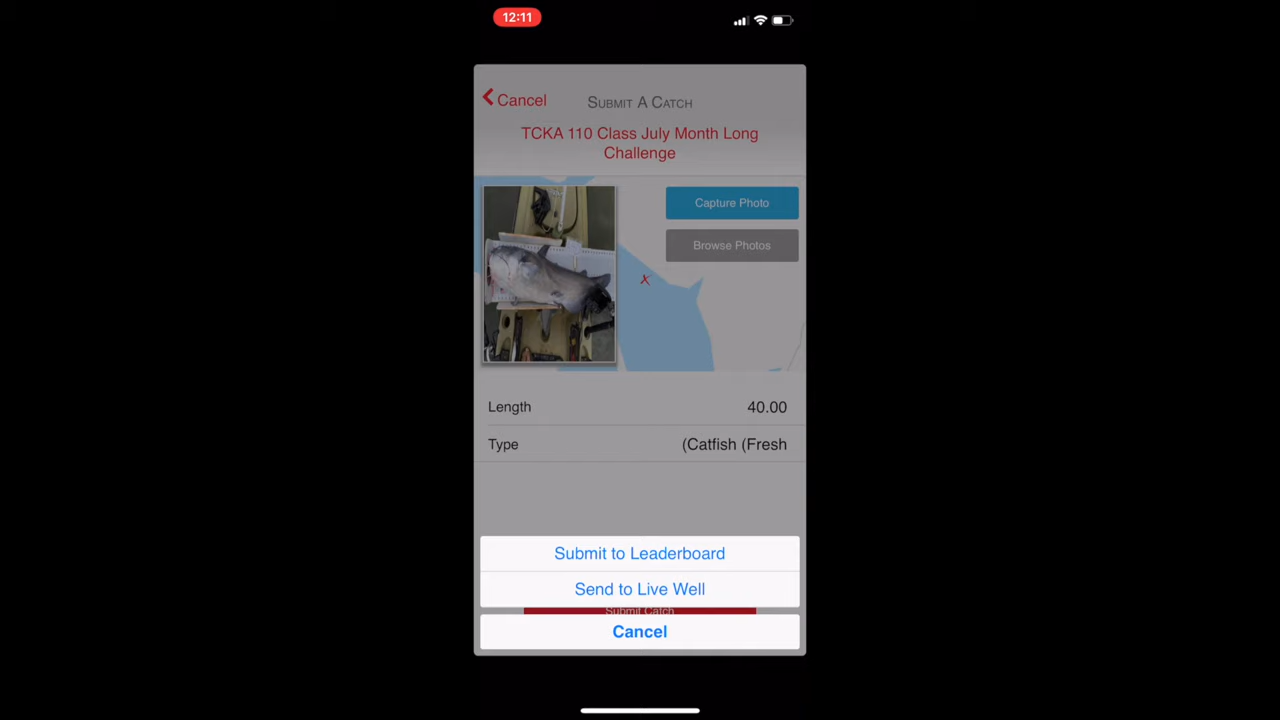 12:11
Cancel
Submit A Catch
TCKA 110 Class July Month Long
Challenge
Capture Photo
Browse Photos
X
Length 40.00
Type (Catfish (Fresh
Submit to Leaderboard
Send to Live Well
Submit Catch
Cancel